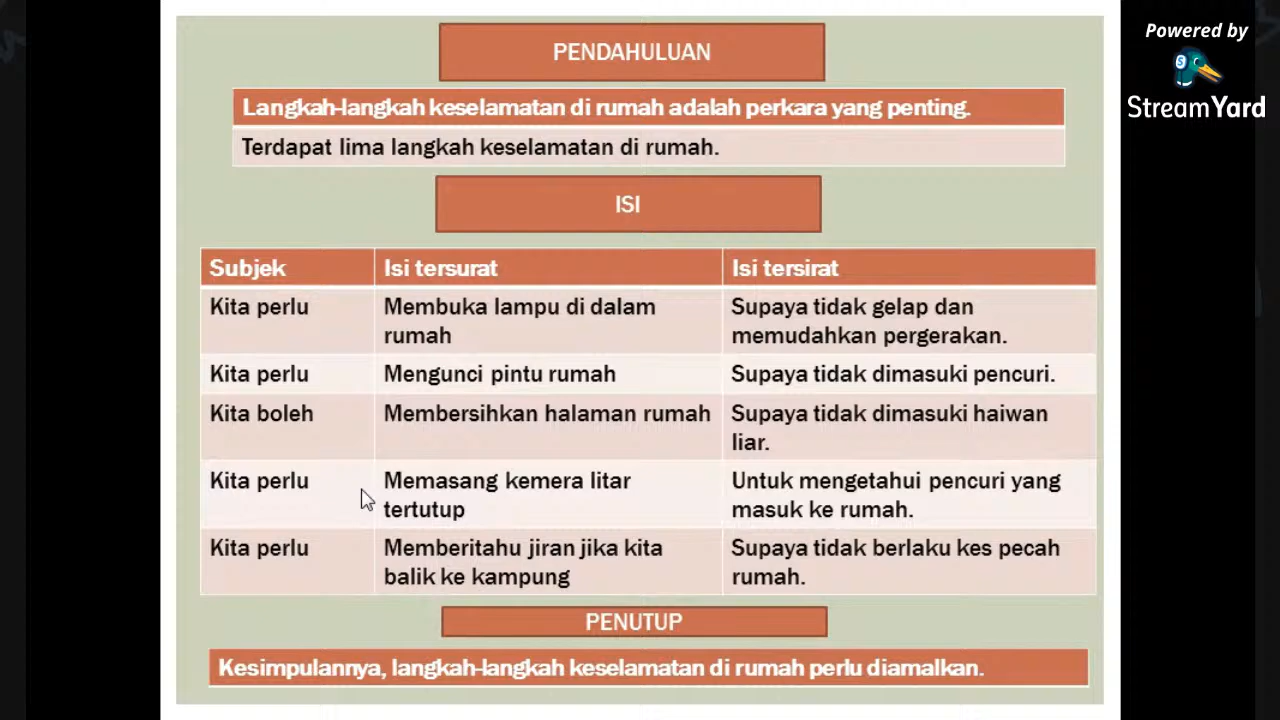 Powered by
StreamYard
PENDAHULUAN
Langkah-langkah keselamatan di rumah adalah perkara yang penting.
Terdapat lima langkah keselamatan di rumah.
ISI
Subjek
Isi tersurat
Isi tersirat
Kita perlu
Membuka lampu di dalam
rumah
Supaya tidak gelap dan
memudahkan pergerakan.
Kita perlu
Mengunci pintu rumah
Supaya tidak dimasuki pencuri.
Kita boleh
Membersihkan halaman rumah
Supaya tidak dimasuki haiwan
liar.
Kita perlu
Memasang kemera litar
tertutup
Untuk mengetahui pencuri yang
masuk ke rumah.
Kita perlu
Memberitahu jiran jika kita
balik ke kampung
Supaya tidak berlaku kes pecah
rumah.
PENUTUP
Kesimpulannya, langkah-langkah keselamatan di rumah perlu diamalkan.